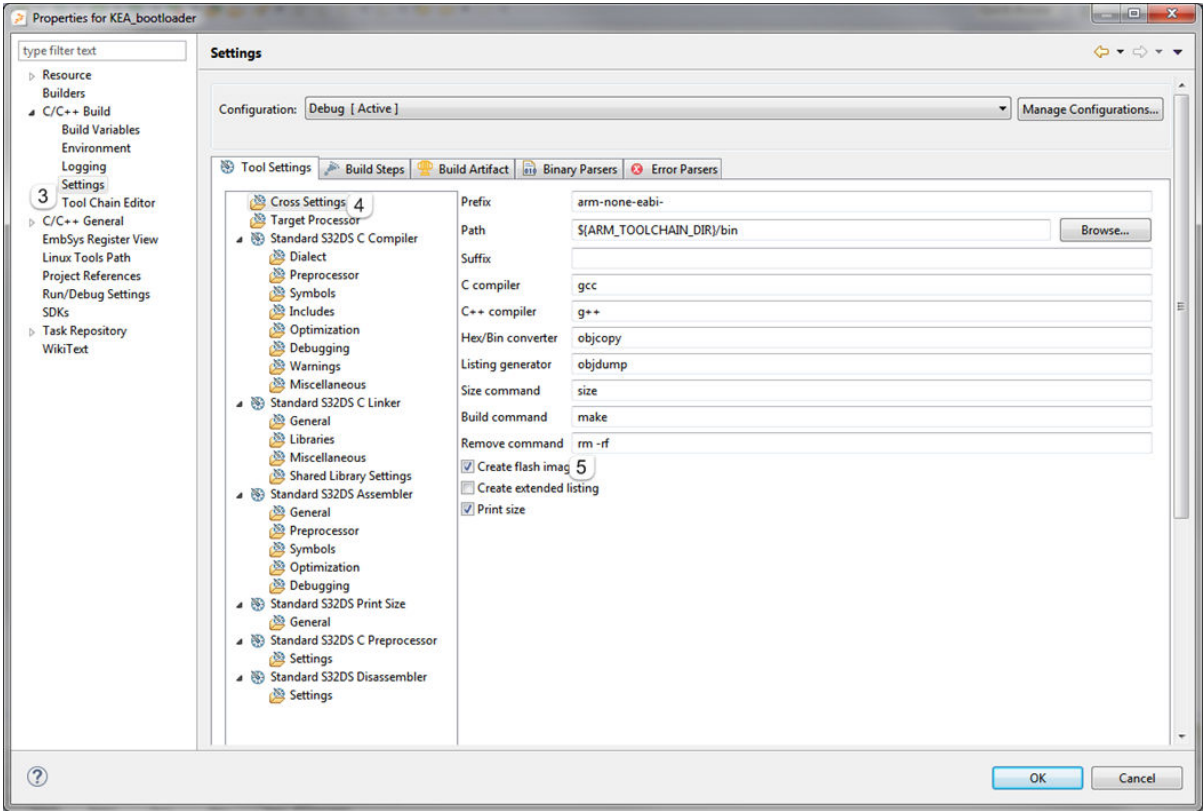 Properties for KEA_bootloader
type filter text
Resource
Builders
C/C++ Build
Build Variables
Environment
Logging
Settings
3
Tool Chain Editor
C/C++ General
EmbSys Register View
Linux Tools Path
Project References
Run/Debug Settings
SDKs
Task Repository
WikiText
Settings
Configuration: Debug [ Active ] Manage Configurations...
Tool Settings Build Steps Build Artifact Binary Parsers Error Parsers
Cross Settings 4
Target Processor
Standard S32DS C Compiler
Dialect
Preprocessor
Symbols
Includes
Optimization
Debugging
Warnings
Miscellaneous
Standard S32DS C Linker
General
Libraries
Miscellaneous
Shared Library Settings
Standard S32DS Assembler
General
Preprocessor
Symbols
Optimization
Debugging
Standard S32DS Print Size
General
Standard S32DS C Preprocessor
Settings
Standard S32DS Disassembler
Settings
Prefix arm-none-eabi-
Path ${ARM_TOOLCHAIN_DIR}/bin Browse...
Suffix
C compiler gcc
C++ compiler g++
Hex/Bin converter objcopy
Listing generator objdump
Size command size
Build command make
Remove command rm -rf
Create flash imag 5
Create extended listing
Print size
OK Cancel